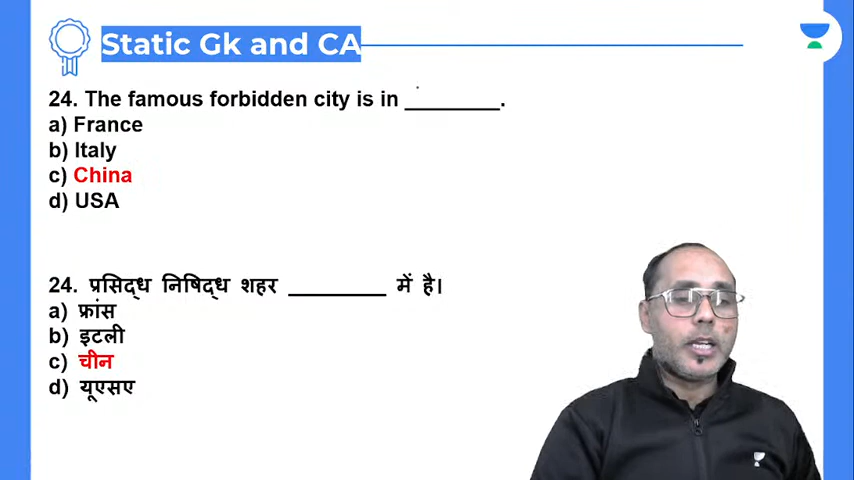 Static Gk and CA
24. The famous forbidden city is in ________.
a) France
b) Italy
c) China
d) USA
24. प्रसिद्ध निषिद्ध शहर ________ में है।
a) फ्रांस
b) इटली
c) चीन
d) यूएसए